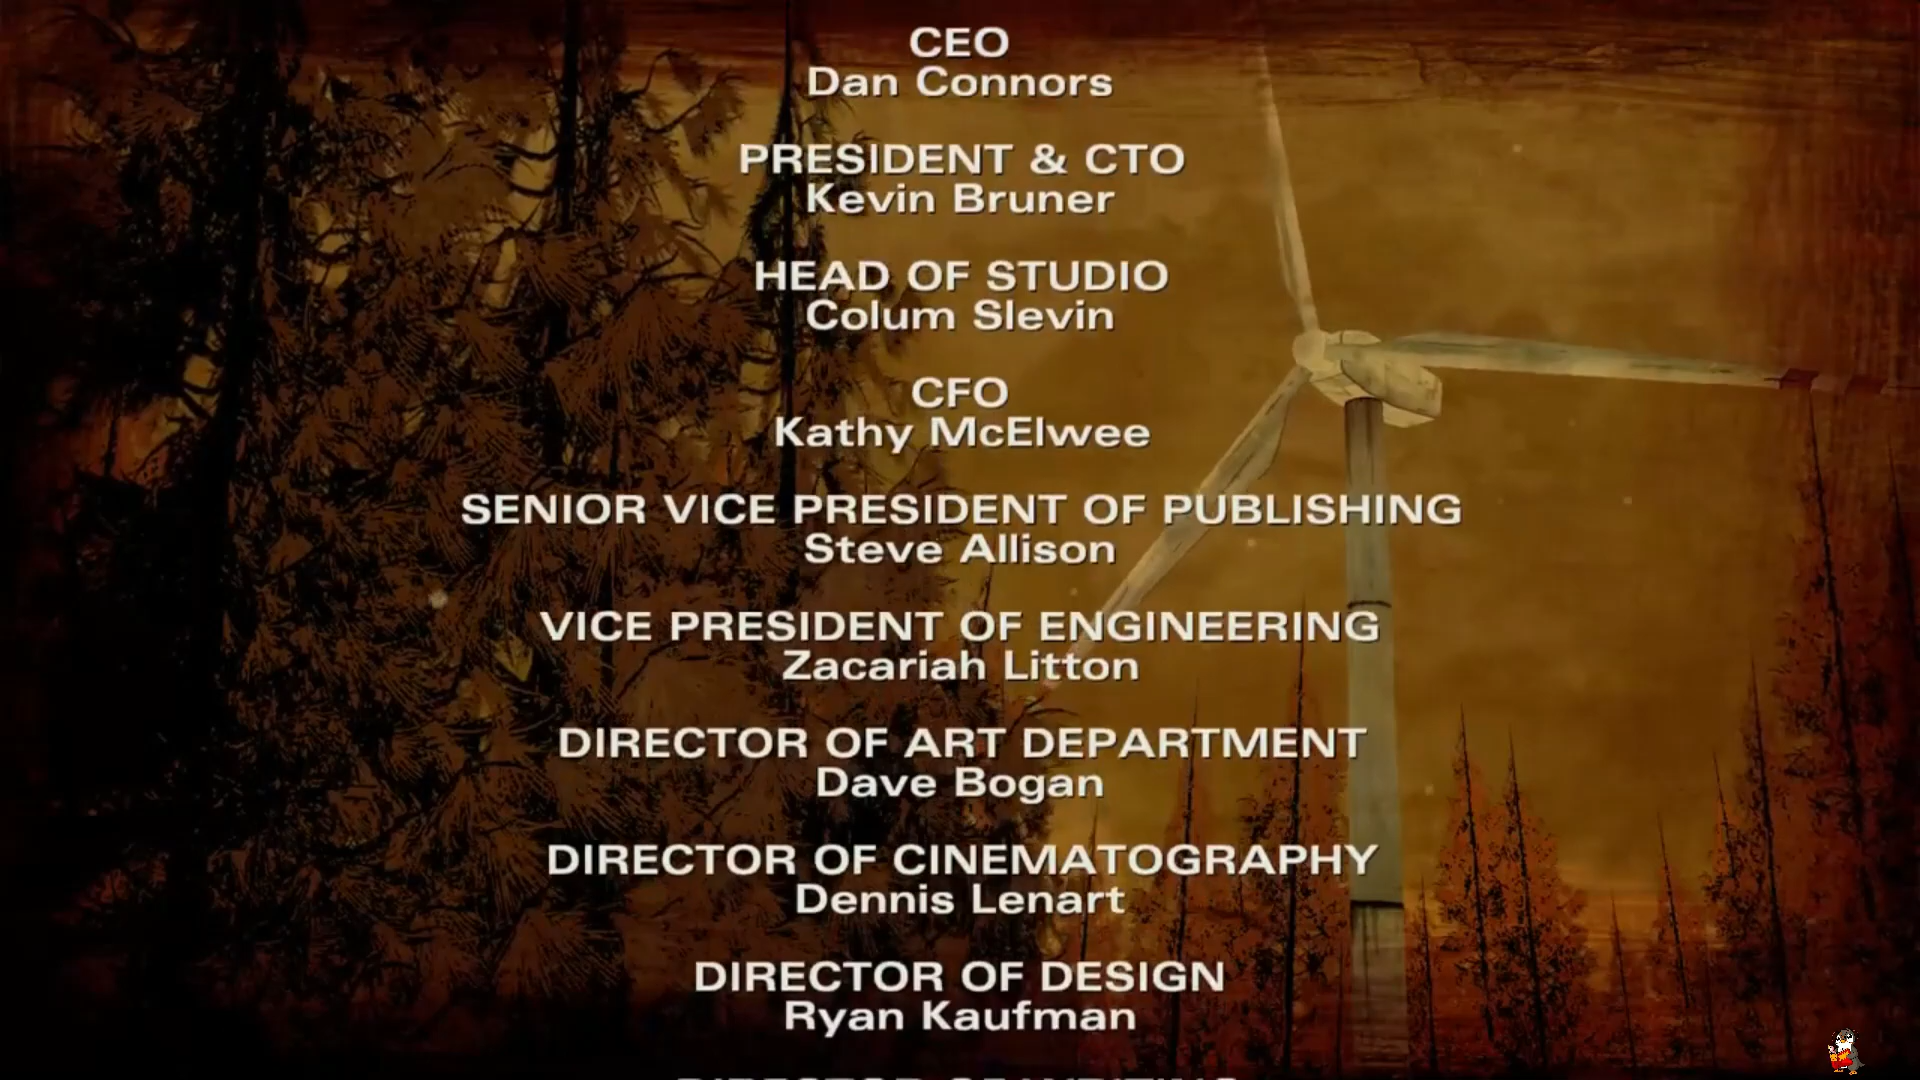 CEO
Dan Connors
PRESIDENT & CTO
Kevin Bruner
HEAD OF STUDIO
Colum Slevin
CFO
Kathy McElwee
SENIOR VICE PRESIDENT OF PUBLISHING
Steve Allison
VICE PRESIDENT OF ENGINEERING
Zacariah Litton
DIRECTOR OF ART DEPARTMENT
Dave Bogan
DIRECTOR OF CINEMATOGRAPHY
Dennis Lenart
DIRECTOR OF DESIGN
Ryan Kaufman